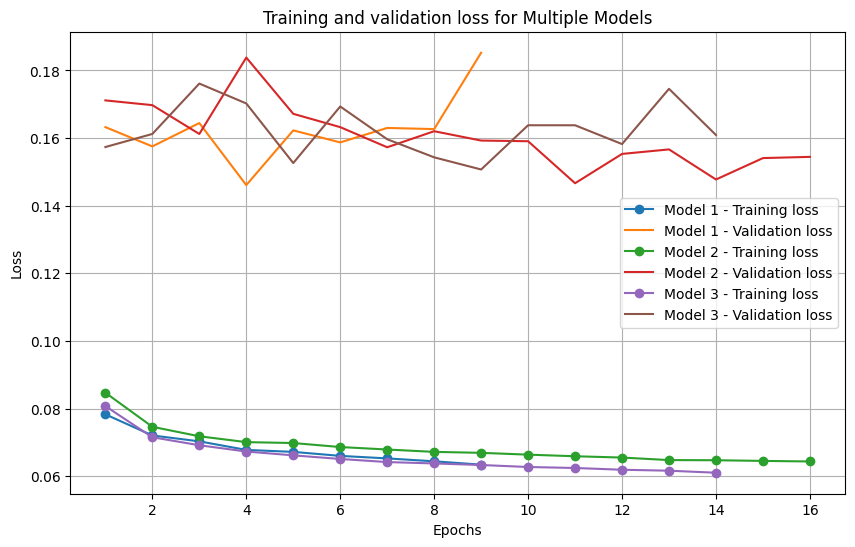 Training and validation loss for Multiple Models
Loss
0.18
0.16
0.14
0.12
0.10
0.08
0.06
Model 1 - Training loss
Model 1 - Validation loss
Model 2 - Training loss
Model 2 - Validation loss
Model 3 - Training loss
Model 3 - Validation loss
2 4 6 8 10 12 14 16
Epochs